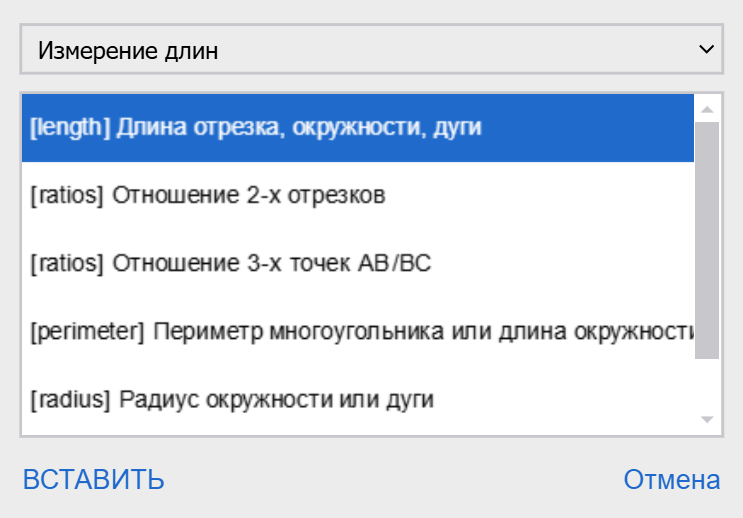 Измерение длин
[length] Длина отрезка, окружности, дуги
[ratios] Отношение 2-х отрезков
[ratios] Отношение 3-х точек AB/BC
[perimeter] Периметр многоугольника или длина окружности
[radius] Радиус окружности или дуги
ВСТАВИТЬ
Отмена